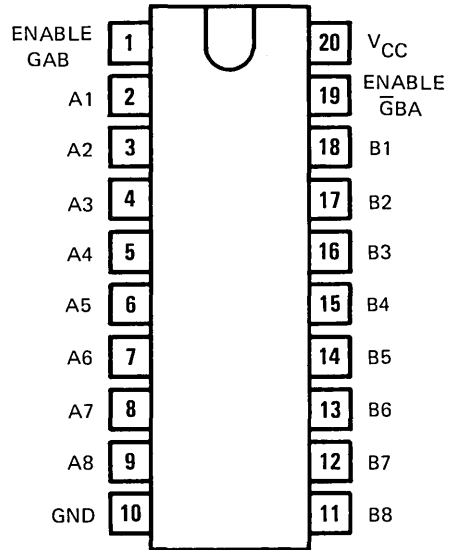 ENABLE
GAB 1 20 VCC
A1 2 19 ENABLE
G̅BA
A2 3 18 B1
A3 4 17 B2
A4 5 16 B3
A5 6 15 B4
A6 7 14 B5
A7 8 13 B6
A8 9 12 B7
GND 10 11 B8